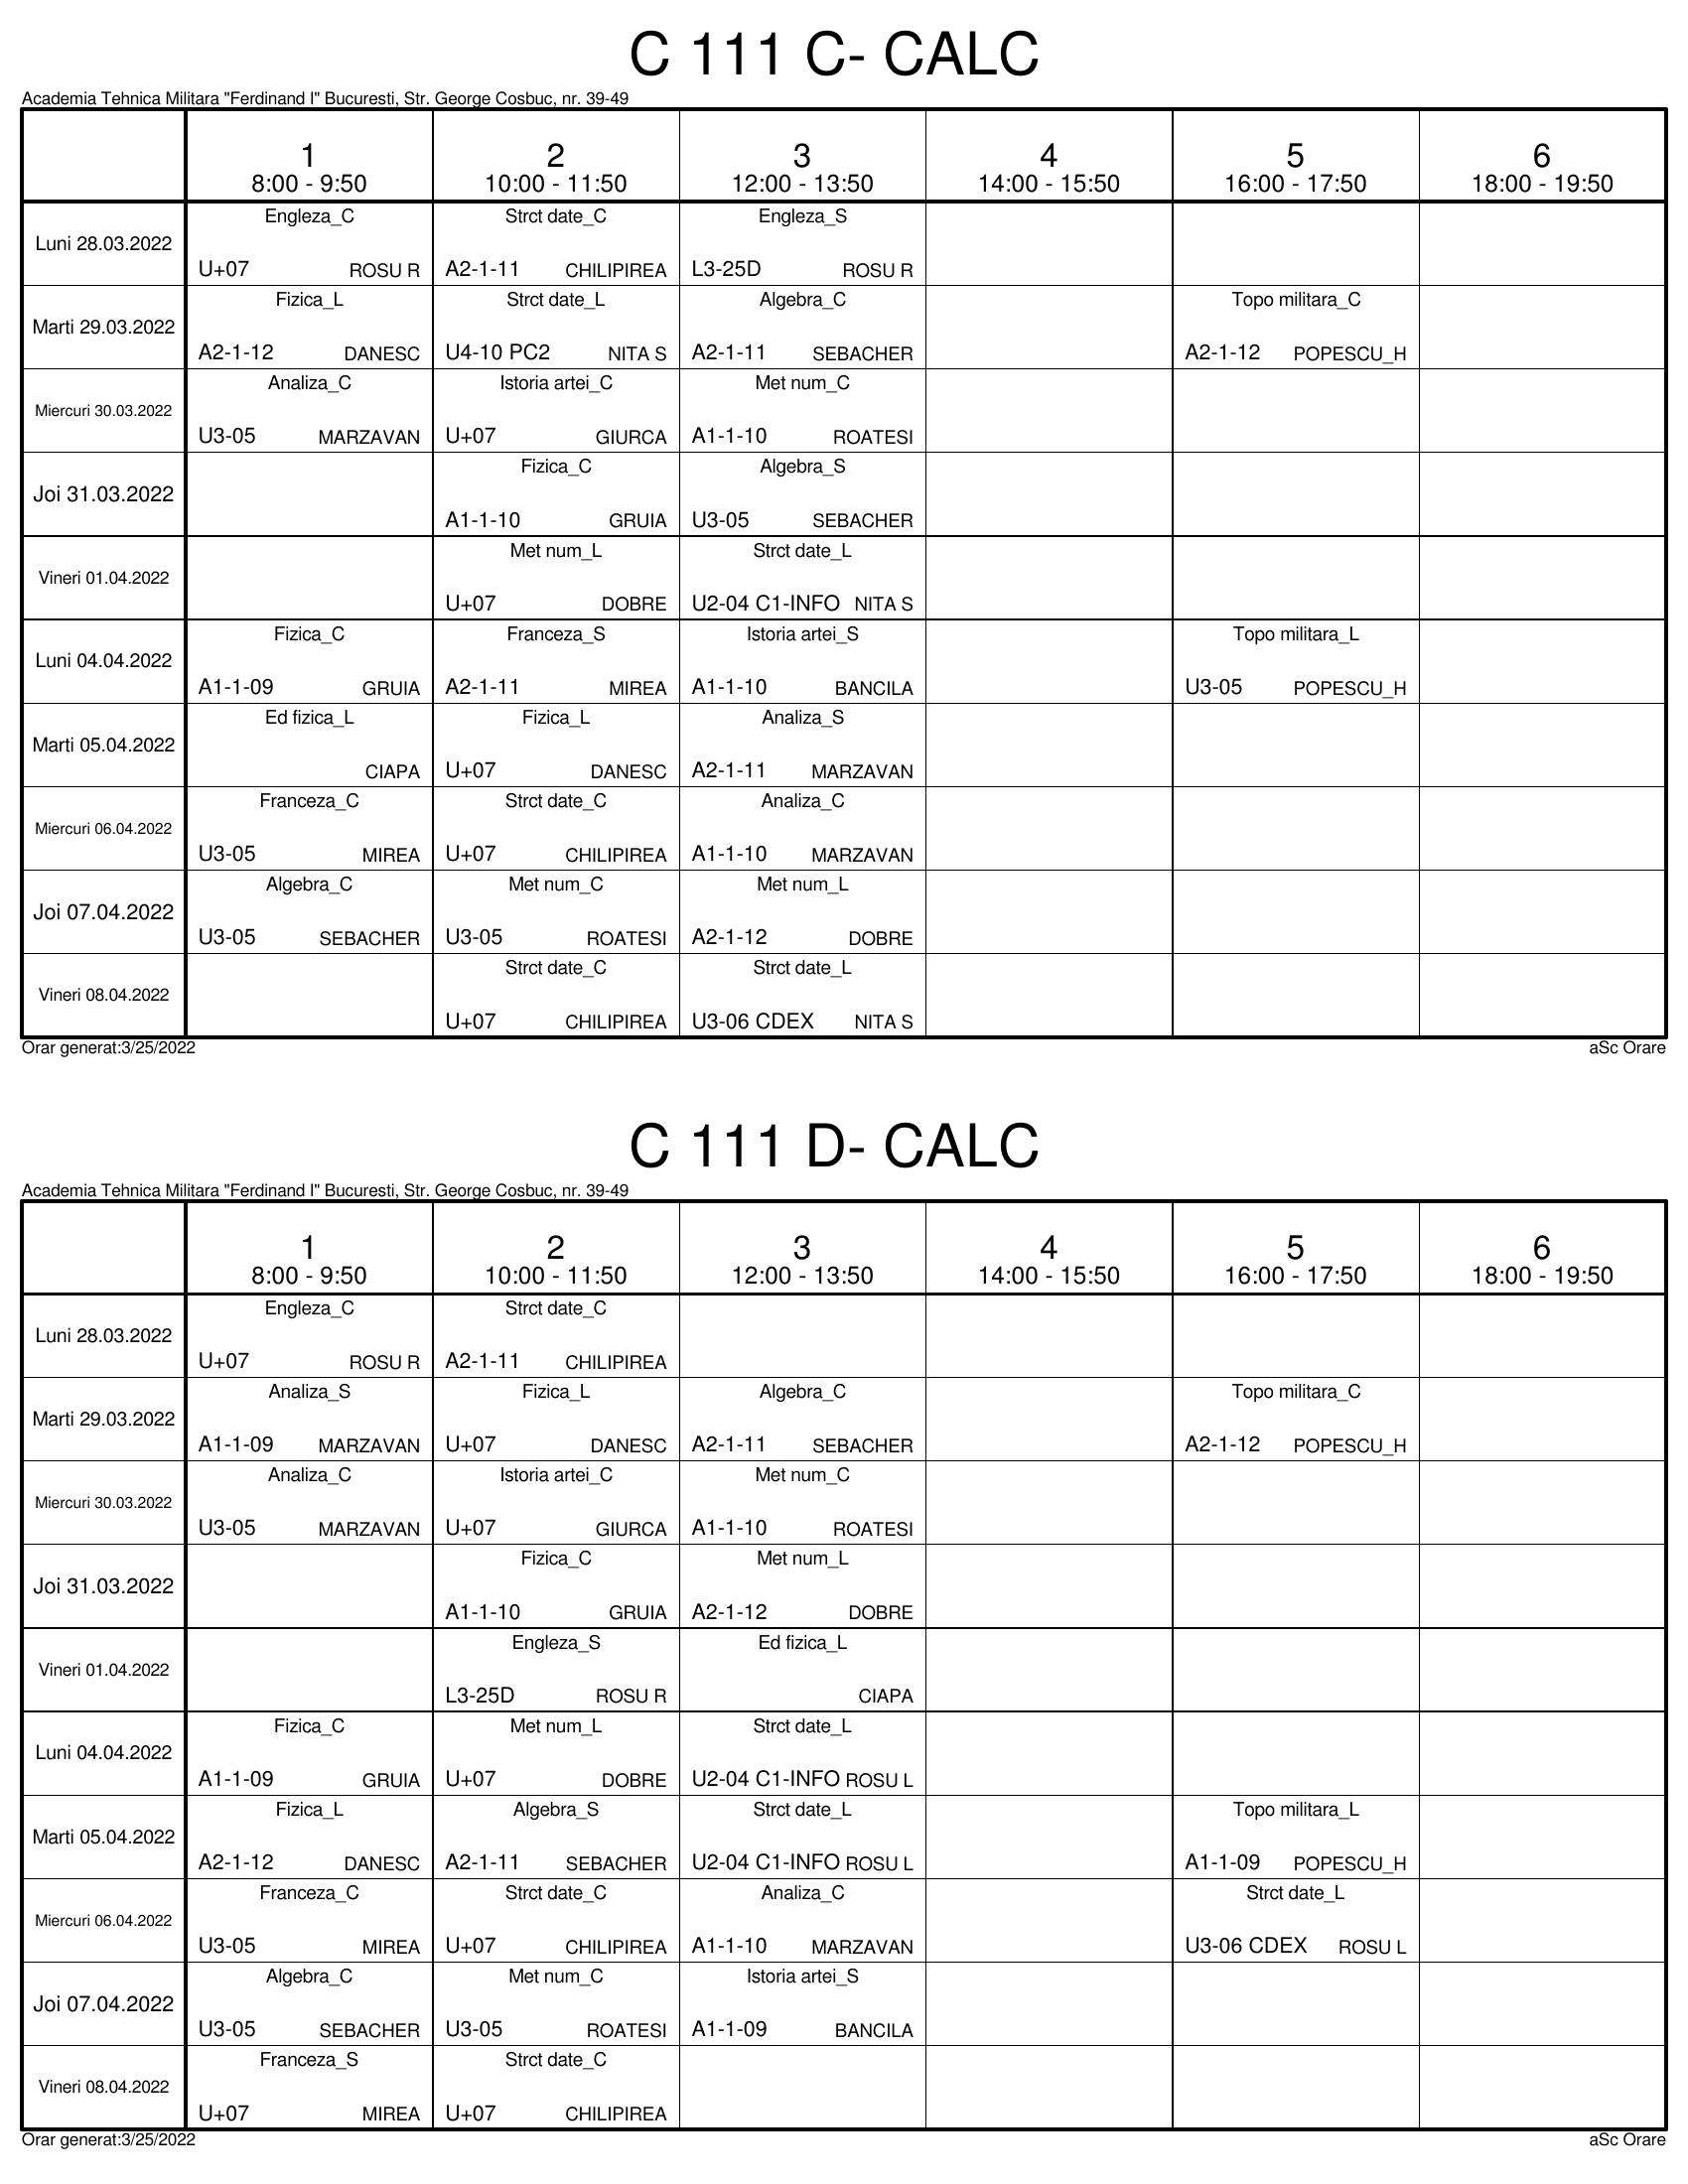 C 111 C- CALC
Academia Tehnica Militara "Ferdinand I" Bucuresti, Str. George Cosbuc, nr. 39-49
1 2 3 4 5 6
8:00 - 9:50 10:00 - 11:50 12:00 - 13:50 14:00 - 15:50 16:00 - 17:50 18:00 - 19:50
Engleza_C Strct date_C Engleza_S
Luni 28.03.2022
U+07 ROSU R A2-1-11 CHILIPIREA L3-25D ROSU R
Fizica_L Strct date_L Algebra_C Topo militara_C
Marti 29.03.2022
A2-1-12 DANESC U4-10 PC2 NITA S A2-1-11 SEBACHER A2-1-12 POPESCU_H
Analiza_C Istoria artei_C Met num_C
Miercuri 30.03.2022
U3-05 MARZAVAN U+07 GIURCA A1-1-10 ROATESI
Fizica_C Algebra_S
Joi 31.03.2022
A1-1-10 GRUIA U3-05 SEBACHER
Met num_L Strct date_L
Vineri 01.04.2022
U+07 DOBRE U2-04 C1-INFO NITA S
Fizica_C Franceza_S Istoria artei_S Topo militara_L
Luni 04.04.2022
A1-1-09 GRUIA A2-1-11 MIREA A1-1-10 BANCILA U3-05 POPESCU_H
Ed fizica_L Fizica_L Analiza_S
Marti 05.04.2022
CIAPA U+07 DANESC A2-1-11 MARZAVAN
Franceza_C Strct date_C Analiza_C
Miercuri 06.04.2022
U3-05 MIREA U+07 CHILIPIREA A1-1-10 MARZAVAN
Algebra_C Met num_C Met num_L
Joi 07.04.2022
U3-05 SEBACHER U3-05 ROATESI A2-1-12 DOBRE
Strct date_C Strct date_L
Vineri 08.04.2022
U+07 CHILIPIREA U3-06 CDEX NITA S
Orar generat:3/25/2022 aSc Orare
C 111 D- CALC
Academia Tehnica Militara "Ferdinand I" Bucuresti, Str. George Cosbuc, nr. 39-49
1 2 3 4 5 6
8:00 - 9:50 10:00 - 11:50 12:00 - 13:50 14:00 - 15:50 16:00 - 17:50 18:00 - 19:50
Engleza_C Strct date_C
Luni 28.03.2022
U+07 ROSU R A2-1-11 CHILIPIREA
Analiza_S Fizica_L Algebra_C Topo militara_C
Marti 29.03.2022
A1-1-09 MARZAVAN U+07 DANESC A2-1-11 SEBACHER A2-1-12 POPESCU_H
Analiza_C Istoria artei_C Met num_C
Miercuri 30.03.2022
U3-05 MARZAVAN U+07 GIURCA A1-1-10 ROATESI
Fizica_C Met num_L
Joi 31.03.2022
A1-1-10 GRUIA A2-1-12 DOBRE
Engleza_S Ed fizica_L
Vineri 01.04.2022
L3-25D ROSU R CIAPA
Fizica_C Met num_L Strct date_L
Luni 04.04.2022
A1-1-09 GRUIA U+07 DOBRE U2-04 C1-INFO ROSU L
Fizica_L Algebra_S Strct date_L Topo militara_L
Marti 05.04.2022
A2-1-12 DANESC A2-1-11 SEBACHER U2-04 C1-INFO ROSU L A1-1-09 POPESCU_H
Franceza_C Strct date_C Analiza_C Strct date_L
Miercuri 06.04.2022
U3-05 MIREA U+07 CHILIPIREA A1-1-10 MARZAVAN U3-06 CDEX ROSU L
Algebra_C Met num_C Istoria artei_S
Joi 07.04.2022
U3-05 SEBACHER U3-05 ROATESI A1-1-09 BANCILA
Franceza_S Strct date_C
Vineri 08.04.2022
U+07 MIREA U+07 CHILIPIREA
Orar generat:3/25/2022 aSc Orare